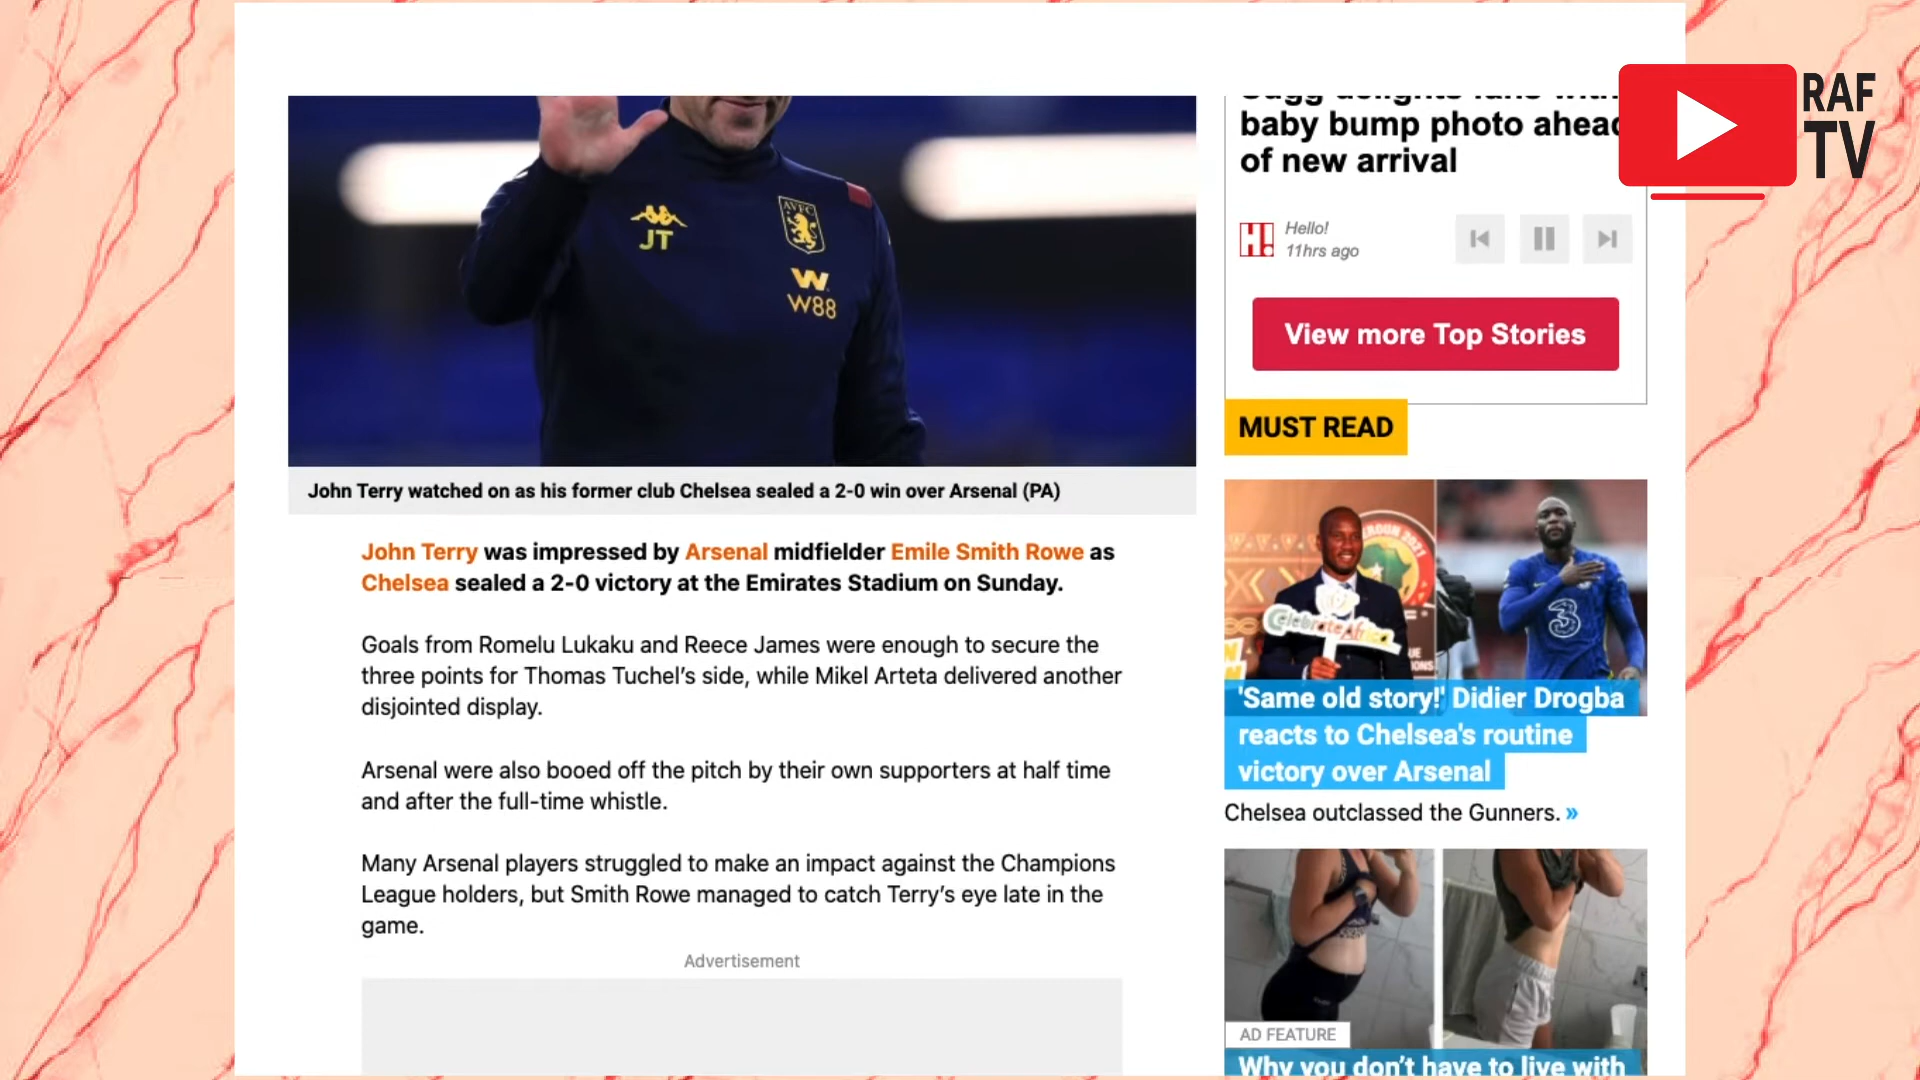 RAF
TV
baby bump photo ahead
of new arrival
H! Hello!
11hrs ago
View more Top Stories
MUST READ
AVFC
JT
W88
John Terry watched on as his former club Chelsea sealed a 2-0 win over Arsenal (PA)
John Terry was impressed by Arsenal midfielder Emile Smith Rowe as
Chelsea sealed a 2-0 victory at the Emirates Stadium on Sunday.
Goals from Romelu Lukaku and Reece James were enough to secure the
three points for Thomas Tuchel’s side, while Mikel Arteta delivered another
disjointed display.
Arsenal were also booed off the pitch by their own supporters at half time
and after the full-time whistle.
Many Arsenal players struggled to make an impact against the Champions
League holders, but Smith Rowe managed to catch Terry’s eye late in the
game.
Advertisement
Celebrate Africa
3
'Same old story!' Didier Drogba
reacts to Chelsea's routine
victory over Arsenal
Chelsea outclassed the Gunners. »
AD FEATURE
Why you don’t have to live with